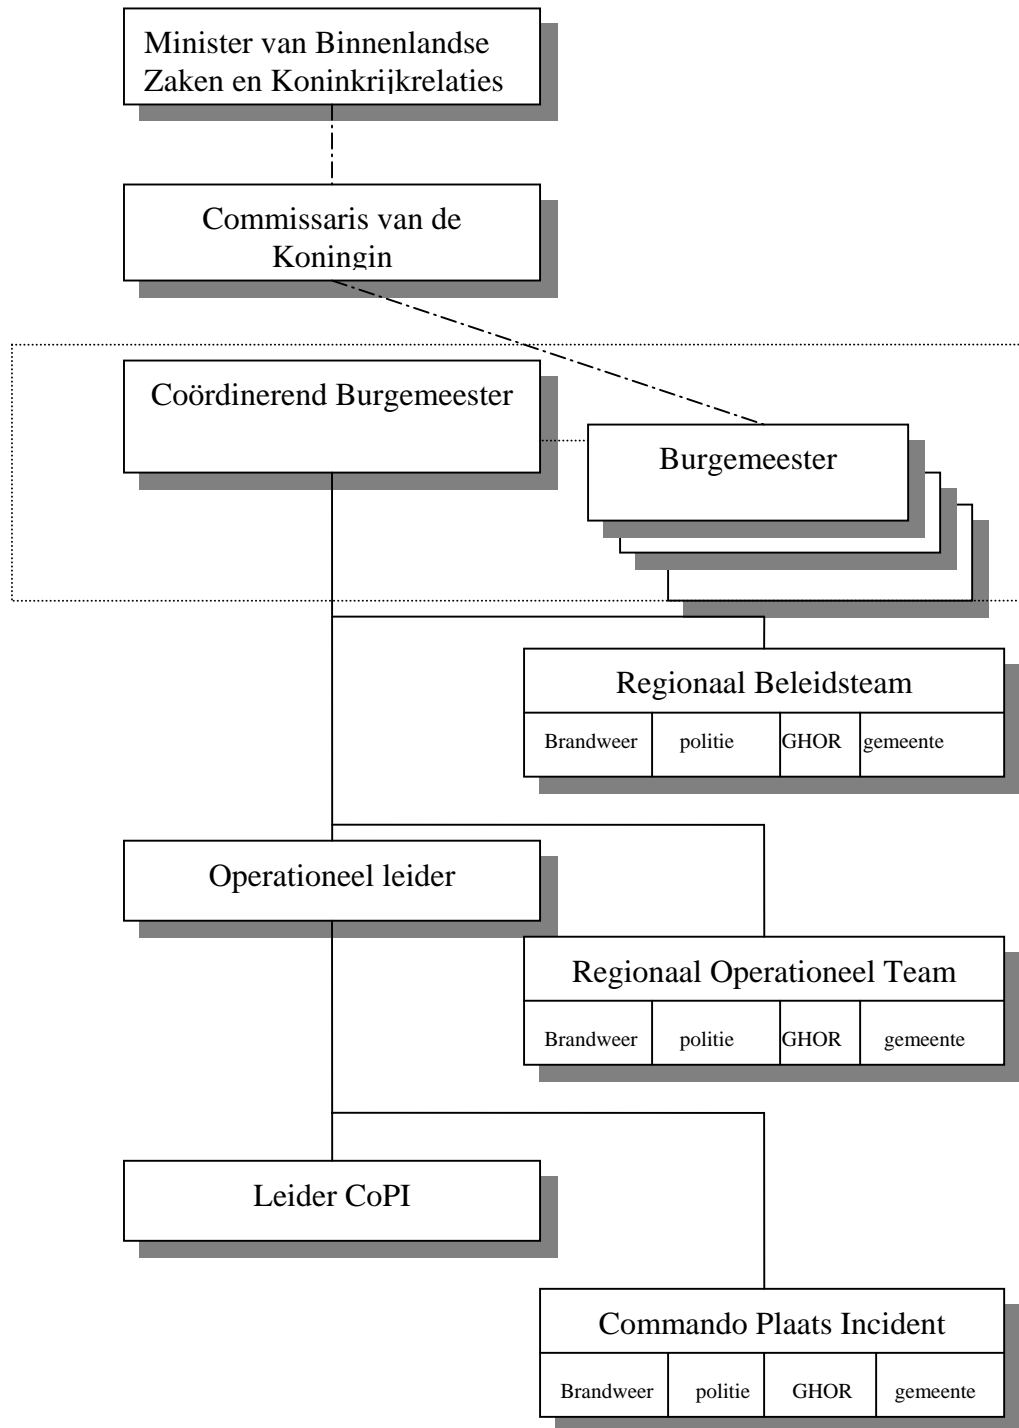 Minister van Binnenlandse
Zaken en Koninkrijkrelaties
Commissaris van de
Koningin
Coördinerend Burgemeester
Burgemeester
Regionaal Beleidsteam
Brandweer politie GHOR gemeente
Operationeel leider
Regionaal Operationeel Team
Brandweer politie GHOR gemeente
Leider CoPI
Commando Plaats Incident
Brandweer politie GHOR gemeente